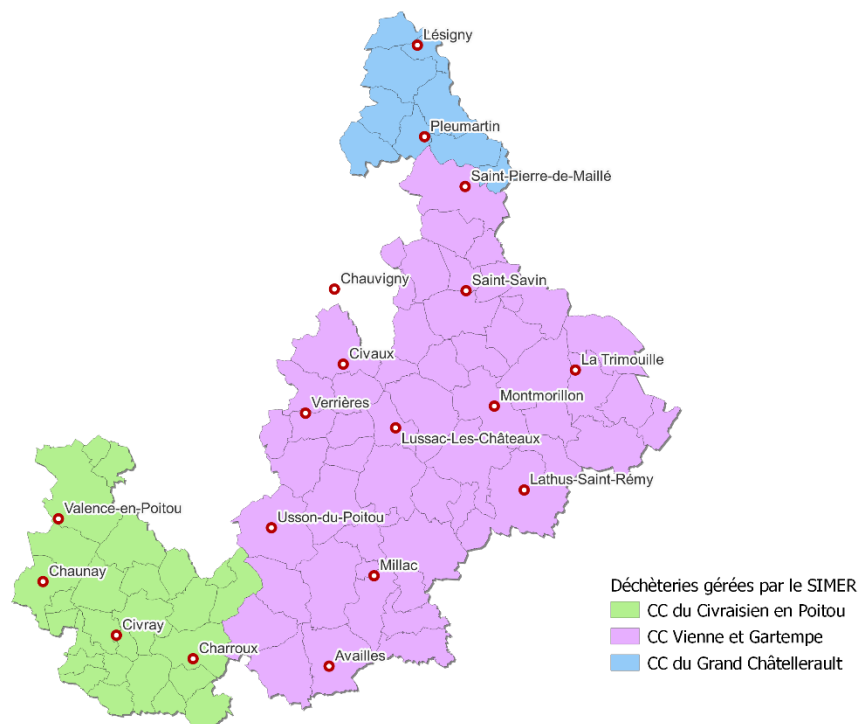 Lésigny
Pleumartin
Saint-Pierre-de-Maillé
Chauvigny
Saint-Savin
Civaux
La Trimouille
Verrières
Montmorillon
Lussac-Les-Châteaux
Lathus-Saint-Rémy
Valence-en-Poitou
Usson-du-Poitou
Chaunay
Millac
Civray
Charroux
Availles
Déchèteries gérées par le SIMER
CC du Civraisien en Poitou
CC Vienne et Gartempe
CC du Grand Châtellerault